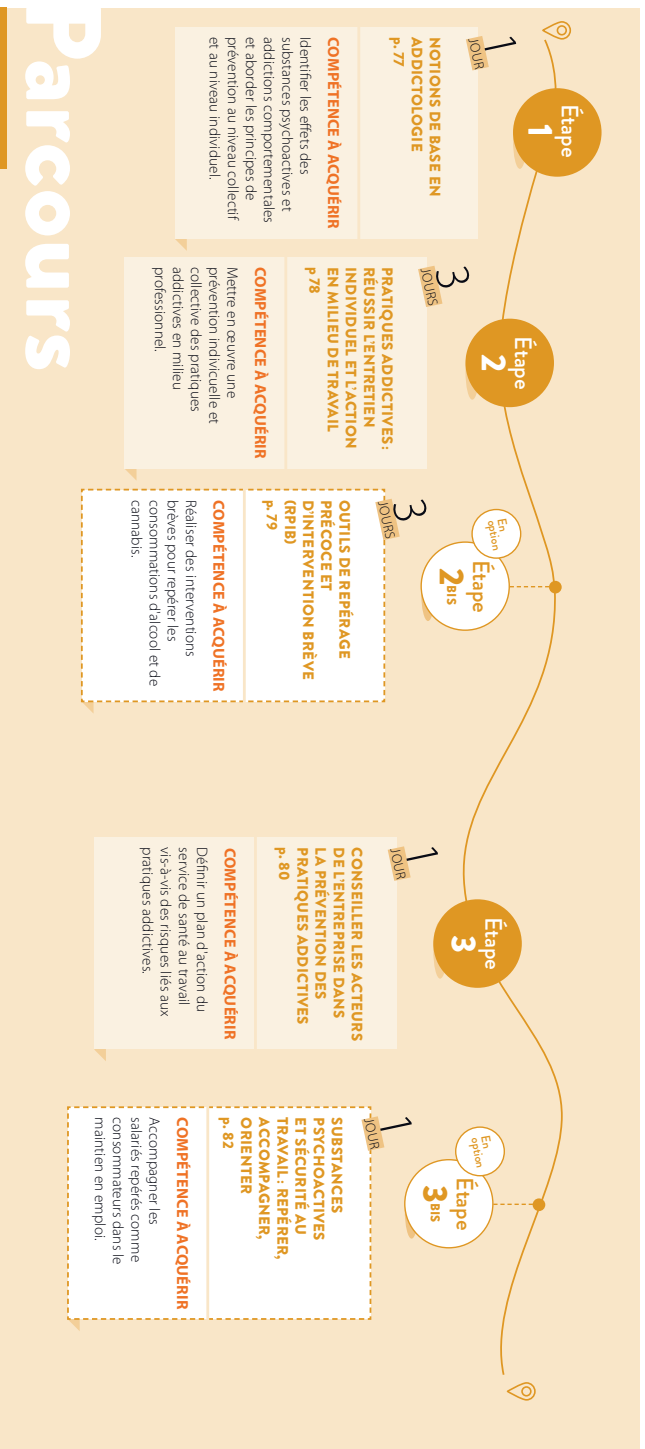 Parcours
Étape
1
1
JOUR
NOTIONS DE BASE EN
ADDICTOLOGIE
P. 77
COMPÉTENCE À ACQUÉRIR
Identifier les effets des
substances psychoactives et
addictions comportementales
et aborder les principes de
prévention au niveau collectif
et au niveau individuel.
Étape
2
3
JOURS
PRATIQUES ADDICTIVES :
RÉUSSIR L'ENTRETIEN
INDIVIDUEL ET L'ACTION
EN MILIEU DE TRAVAIL
P 78
COMPÉTENCE À ACQUÉRIR
Mettre en œuvre une
prévention indivicuelle et
collective des pratiques
addictives en milieu
professionnel.
En
option
Étape
2BIS
3
JOURS
OUTILS DE REPÉRAGE
PRÉCOCE ET
D'INTERVENTION BRÈVE
(RPIB)
P. 79
COMPÉTENCE À ACQUÉRIR
Réaliser des interventions
brèves pour repérer les
consommations d'alcool et de
cannabis.
Étape
3
1
JOUR
CONSEILLER LES ACTEURS
DE L'ENTREPRISE DANS
LA PRÉVENTION DES
PRATIQUES ADDICTIVES
P. 80
COMPÉTENCE À ACQUÉRIR
Définir un plan d'action du
service de santé au travail
vis-à-vis des risques liés aux
pratiques addictives.
En
option
Étape
3BIS
1
JOUR
SUBSTANCES
PSYCHOACTIVES
ET SÉCURITÉ AU
TRAVAIL : REPÉRER,
ACCOMPAGNER,
ORIENTER
P. 82
COMPÉTENCE À ACQUÉRIR
Accompagner les
salariés repérés comme
consommateurs dans le
maintien en emploi.